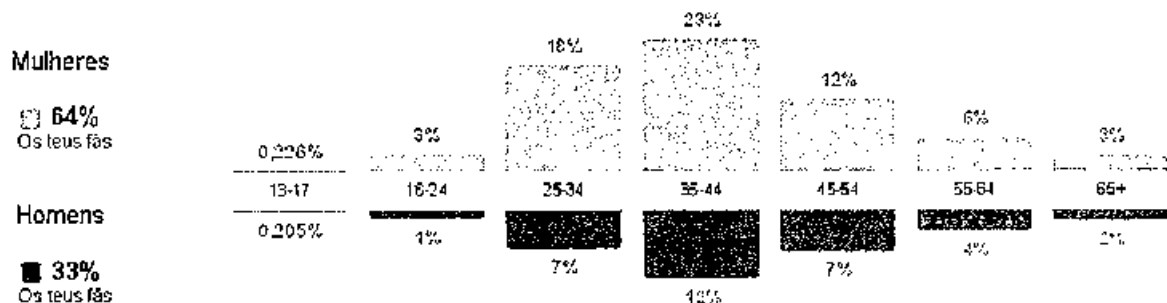 Mulheres
64%
Os teus fãs
0,226% 3% 18% 23% 12% 6% 3%
13-17 18-24 25-34 35-44 45-54 55-64 65+
Homens
33%
Os teus fãs
0,205% 1% 7% 12% 7% 4% 2%